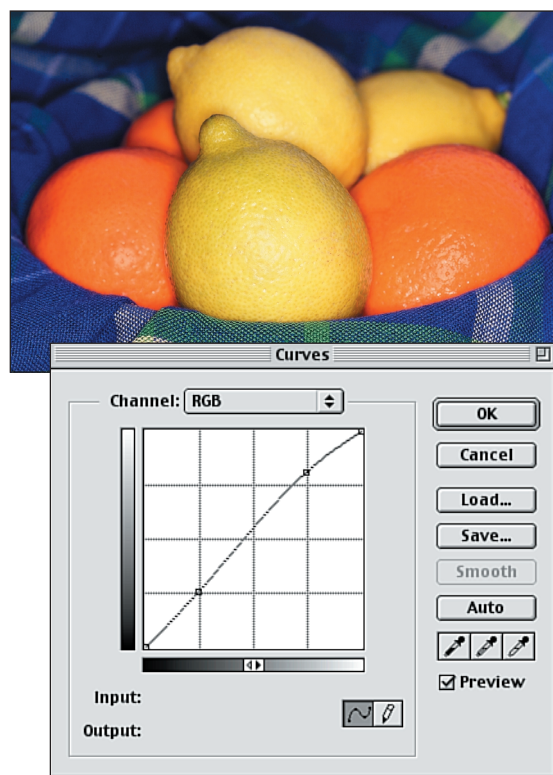 Curves
Channel: RGB
OK
Cancel
Load...
Save...
Smooth
Auto
Preview
Input:
Output: